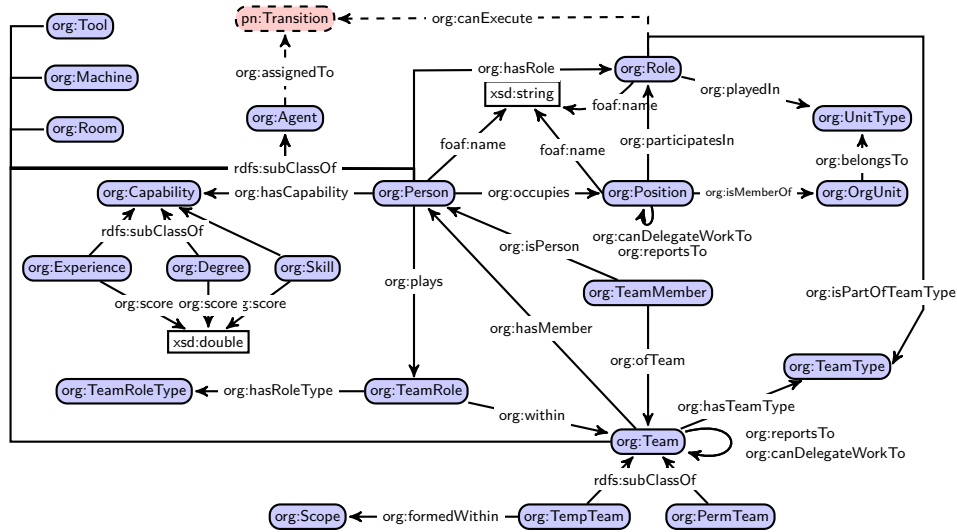 pn:Transition
org:canExecute
org:Tool
org:assignedTo
org:hasRole
org:Role
org:Machine
xsd:string
org:playedIn
foaf:name
org:Agent
org:UnitType
org:Room
foaf:name
foaf:name
org:participatesIn
org:belongsTo
rdfs:subClassOf
org:Capability
org:hasCapability
org:Person
org:occupies
org:Position
org:isMemberOf
org:OrgUnit
rdfs:subClassOf
org:canDelegateWorkTo
org:reportsTo
org:isPerson
org:Experience
org:Degree
org:Skill
org:plays
org:TeamMember
org:isPartOfTeamType
org:score
org:score
g:score
org:hasMember
xsd:double
org:ofTeam
org:TeamType
org:TeamRoleType
org:hasRoleType
org:TeamRole
org:hasTeamType
org:within
org:Team
org:reportsTo
org:canDelegateWorkTo
rdfs:subClassOf
org:Scope
org:formedWithin
org:TempTeam
org:PermTeam